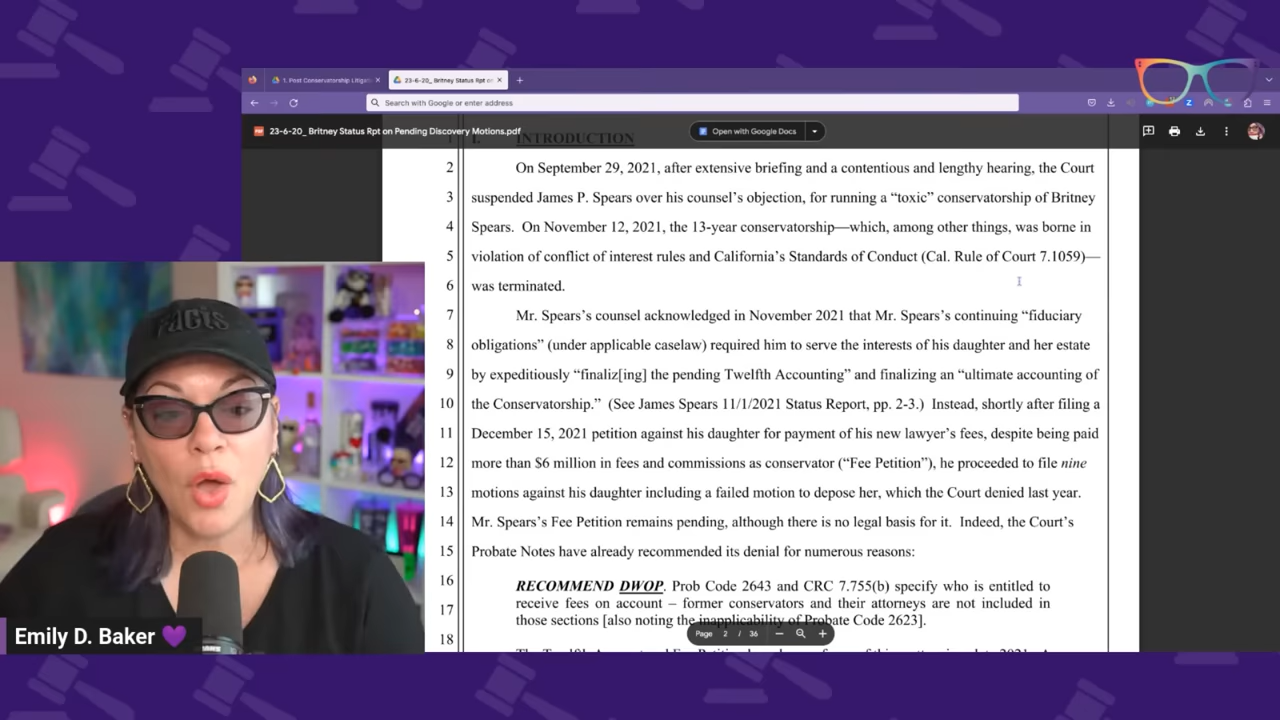 1. Post Conservatorship Litiga
23-6-20_ Britney Status Rpt on
Search with Google or enter address
23-6-20_ Britney Status Rpt on Pending Discovery Motions.pdf
Open with Google Docs
1 I. INTRODUCTION
2 On September 29, 2021, after extensive briefing and a contentious and lengthy hearing, the Court
3 suspended James P. Spears over his counsel’s objection, for running a “toxic” conservatorship of Britney
4 Spears. On November 12, 2021, the 13-year conservatorship—which, among other things, was borne in
5 violation of conflict of interest rules and California’s Standards of Conduct (Cal. Rule of Court 7.1059)—
6 was terminated.
7 Mr. Spears’s counsel acknowledged in November 2021 that Mr. Spears’s continuing “fiduciary
8 obligations” (under applicable caselaw) required him to serve the interests of his daughter and her estate
9 by expeditiously “finaliz[ing] the pending Twelfth Accounting” and finalizing an “ultimate accounting of
10 the Conservatorship.” (See James Spears 11/1/2021 Status Report, pp. 2-3.) Instead, shortly after filing a
11 December 15, 2021 petition against his daughter for payment of his new lawyer’s fees, despite being paid
12 more than $6 million in fees and commissions as conservator (“Fee Petition”), he proceeded to file nine
13 motions against his daughter including a failed motion to depose her, which the Court denied last year.
14 Mr. Spears’s Fee Petition remains pending, although there is no legal basis for it. Indeed, the Court’s
15 Probate Notes have already recommended its denial for numerous reasons:
16 RECOMMEND DWOP. Prob Code 2643 and CRC 7.755(b) specify who is entitled to
17 receive fees on account – former conservators and their attorneys are not included in
those sections [also noting the inapplicability of Probate Code 2623].
18
Page 2 / 36
FACTS
Emily D. Baker 💜